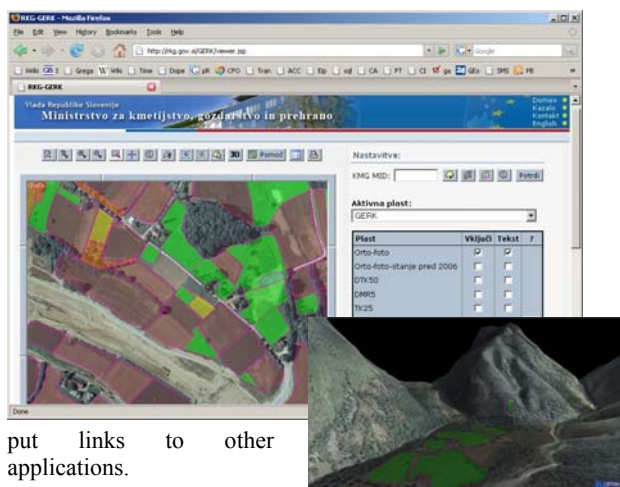 RKG-GERK - Mozilla Firefox
File Edit View History Bookmarks Tools Help
http://rkg.gov.si/GERK/viewer.jsp
Google
RKG-GERK
Vlada Republike Slovenije
Ministrstvo za kmetijstvo, gozdarstvo in prehrano
Domov
Kazalo
Kontakt
English
3D Pomoč
Nastavitve:
KMG MID: Potrdi
Aktivna plast:
GERK
Plast Vključi Tekst
Orto-foto
Orto-foto-stanje pred 2006
DTK50
DMR5
TK25
Done
put links to other
applications.